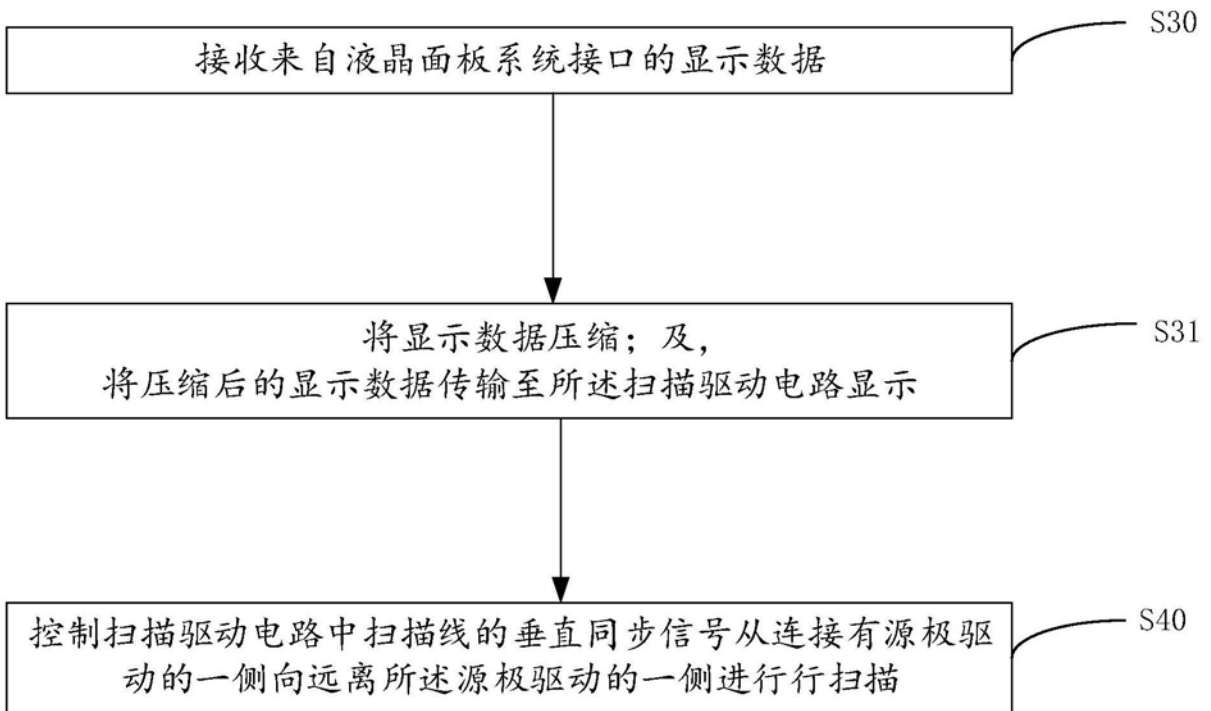 S30
接收来自液晶面板系统接口的显示数据
S31
将显示数据压缩；及，
将压缩后的显示数据传输至所述扫描驱动电路显示
S40
控制扫描驱动电路中扫描线的垂直同步信号从连接有源极驱
动的一侧向远离所述源极驱动的一侧进行行扫描